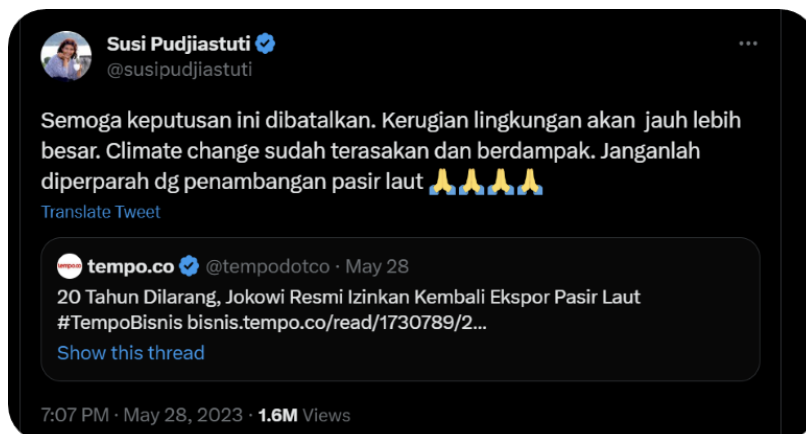 Susi Pudjiastuti
@susipudjiastuti
Semoga keputusan ini dibatalkan. Kerugian lingkungan akan jauh lebih
besar. Climate change sudah terasakan dan berdampak. Janganlah
diperparah dg penambangan pasir laut 🙏🙏🙏🙏
Translate Tweet
tempo.co @tempodotco · May 28
20 Tahun Dilarang, Jokowi Resmi Izinkan Kembali Ekspor Pasir Laut
#TempoBisnis bisnis.tempo.co/read/1730789/2...
Show this thread
7:07 PM · May 28, 2023 · 1.6M Views